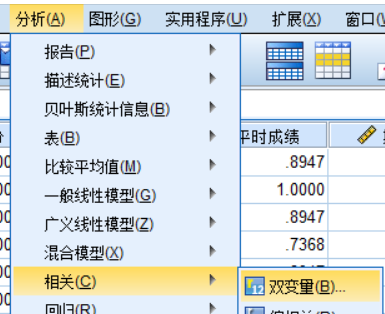 分析(A) 图形(G) 实用程序(U) 扩展(X) 窗口(
报告(P)
描述统计(E)
贝叶斯统计信息(B)
表(B) 平时成绩
比较平均值(M) .8947
一般线性模型(G) 1.0000
广义线性模型(Z) .8947
混合模型(X) .7368
相关(C) 双变量(B)...
回归(R) 偏相关(R)